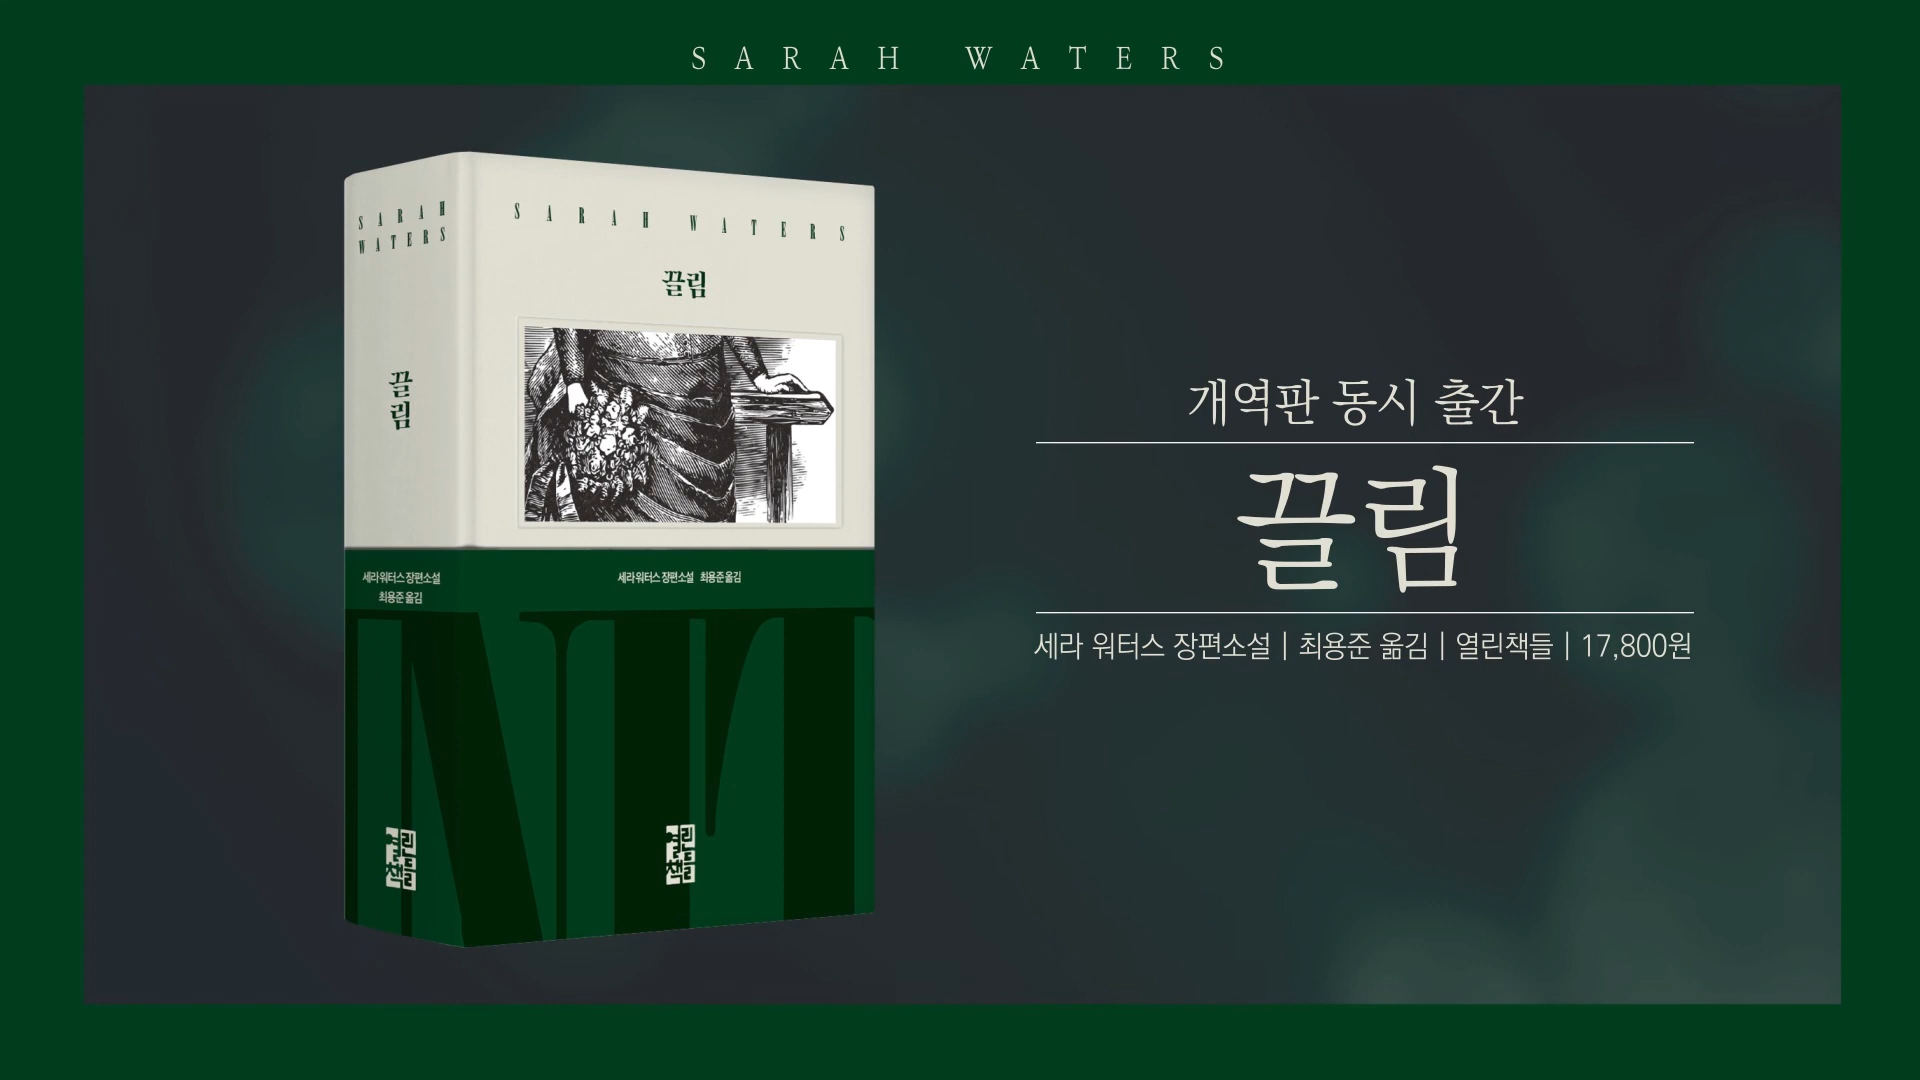 SARAH WATERS
SARAH
WATERS
끌림
세라 워터스 장편소설
최용준 옮김
열린책들
SARAH WATERS
끌림
세라 워터스 장편소설 최용준 옮김
NT
열린책들
개역판 동시 출간
끌림
세라 워터스 장편소설 | 최용준 옮김 | 열린책들 | 17,800원